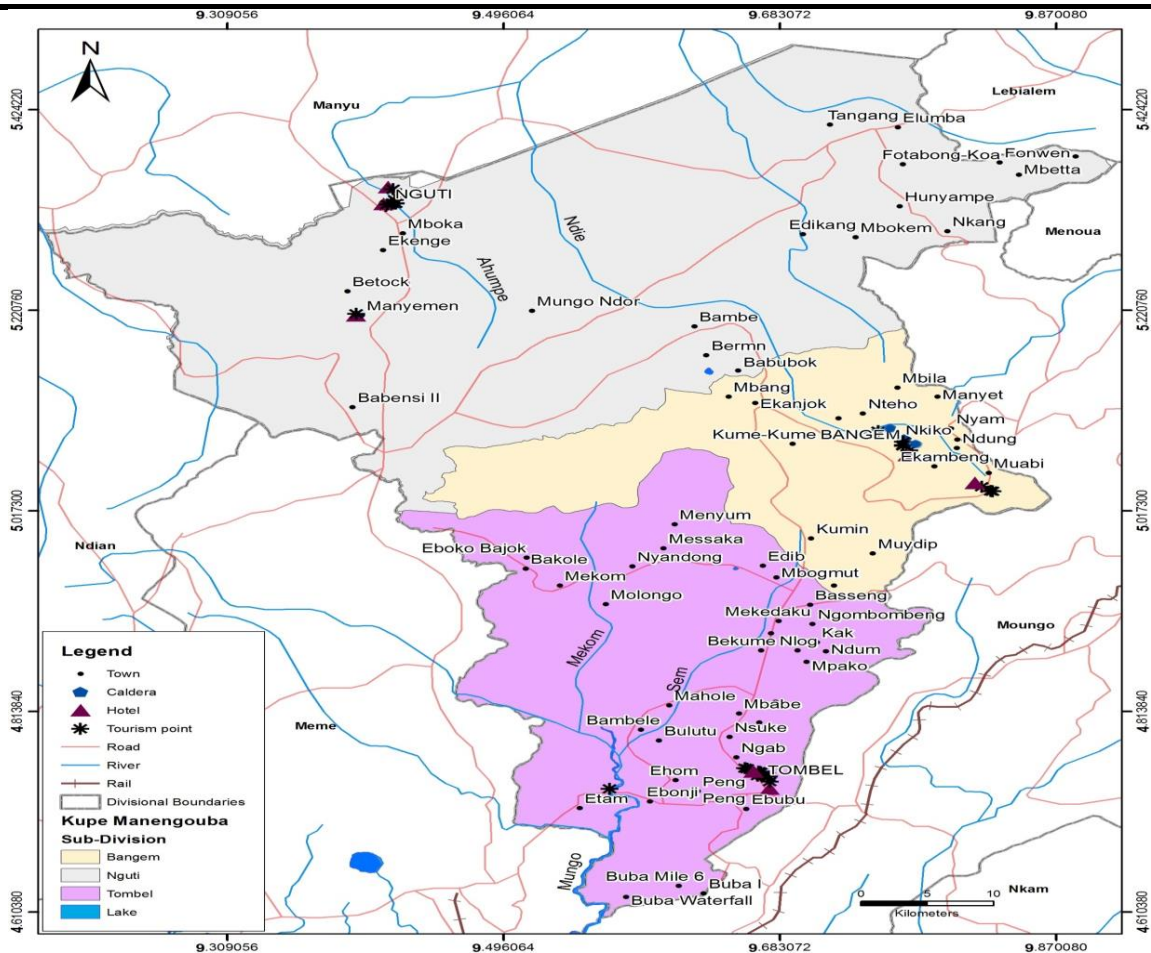 9.309056 9.496064 9.683072 9.870080
N
Manyu
Lebialem
5.424220
5.424220
Tangang Elumba
Fotabong-Koa Fonwen
Mbetta
NGUTI
Hunyampe
Mboka
Ndie
Edikang Mbokem
Nkang
Menoua
Ekenge
Ahumpe
Betock
Manyemen
Mungo Ndor
5.220760
5.220760
Bambe
Bermn
Babubok
Mbila
Mbang
Manyet
Babensi II
Ekanjok
Nteho
Nyam
Kume-Kume BANGEM
Nkiko
Ndung
Ekambeng
Muabi
5.017300
5.017300
Menyum
Kumin
Ndian
Messaka
Muydip
Eboko Bajok
Bakole
Nyandong
Edib
Mekom
Mbogmut
Molongo
Basseng
Mekedaku
Ngombombeng
Moungo
Mekom
Bekume Nlog
Kak
Ndum
Mpako
Sem
Mahole
Mbabe
4.813840
4.813840
Meme
Bambele
Bulutu
Nsuke
Ngab
Ehom
Peng
TOMBEL
Etam
Ebonji
Peng Ebubu
Mungo
Buba Mile 6
Buba I
Buba Waterfall
Nkam
4.610380
4.610380
Legend
Town
Caldera
Hotel
Tourism point
Road
River
Rail
Divisional Boundaries
Kupe Manengouba
Sub-Division
Bangem
Nguti
Tombel
Lake
0 5 10
Kilometers
9.309056 9.496064 9.683072 9.870080